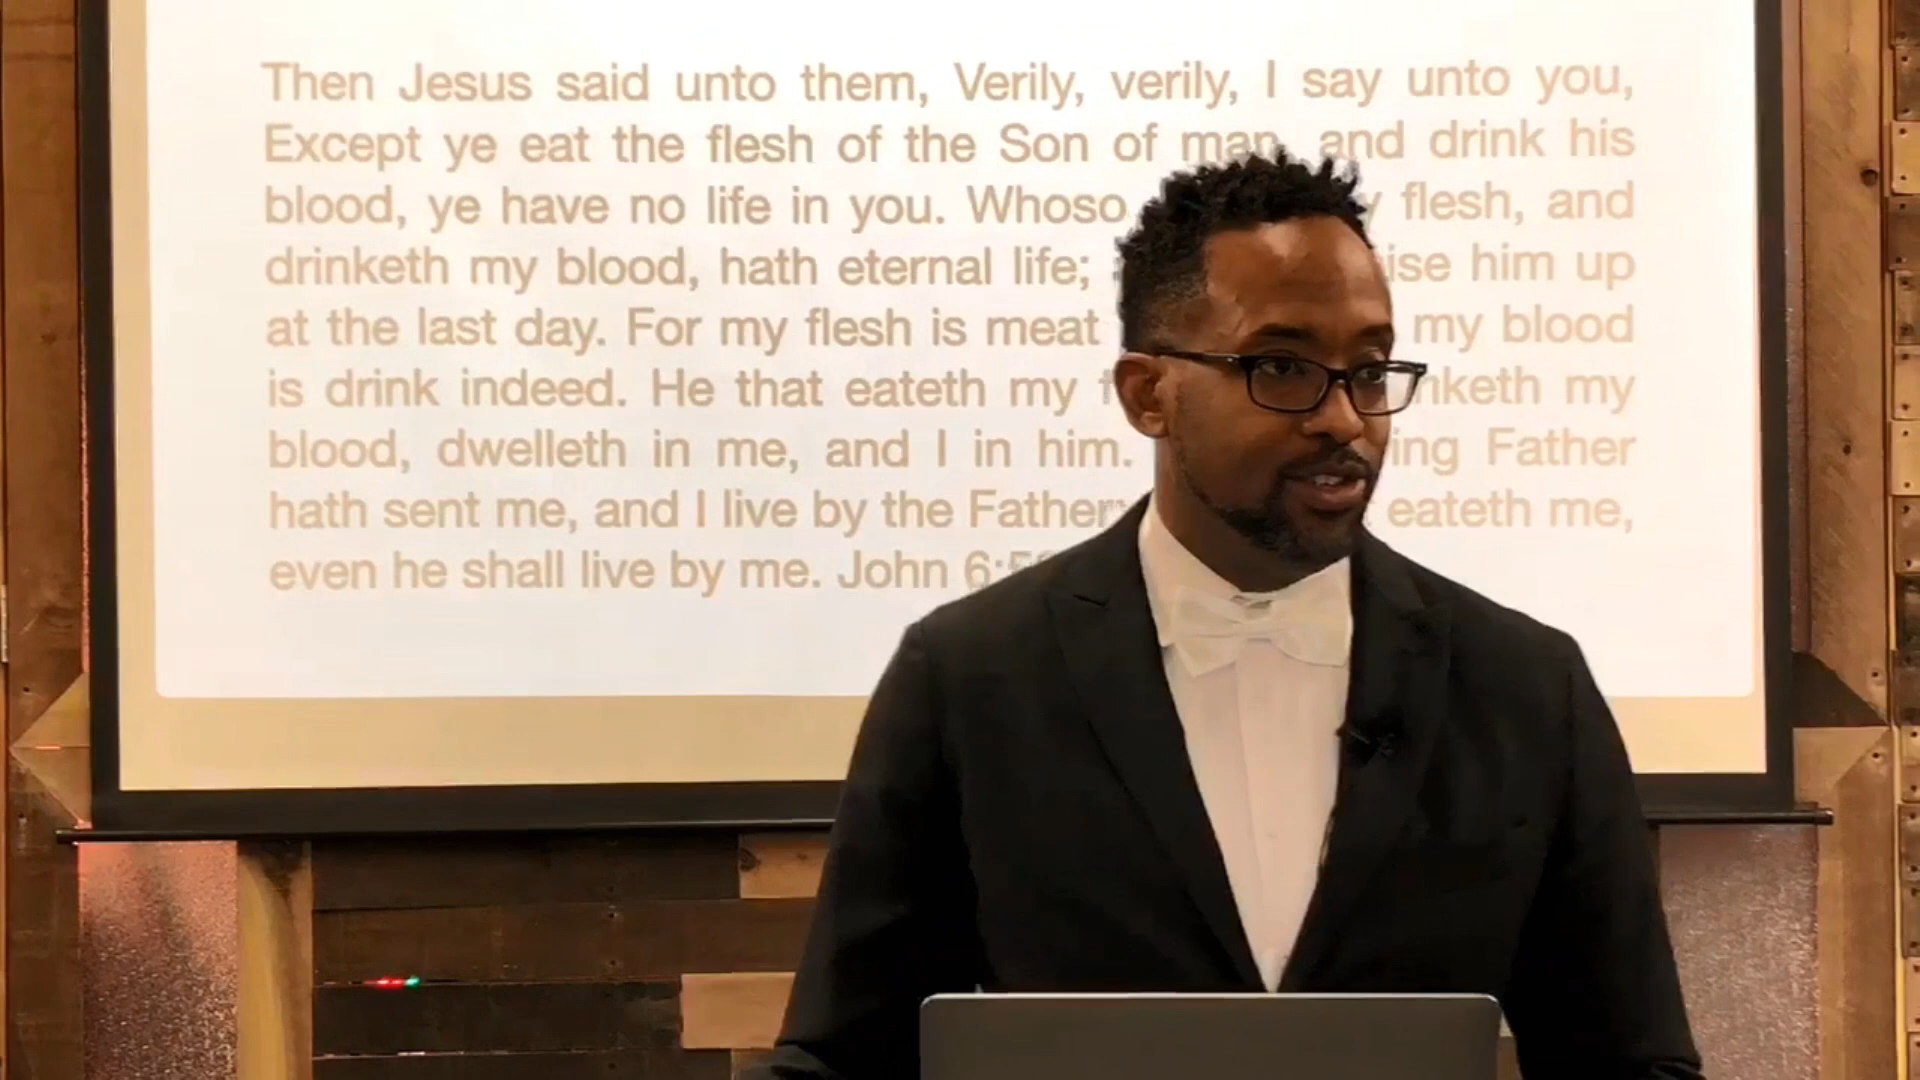 Then Jesus said unto them, Verily, verily, I say unto you,
Except ye eat the flesh of the Son of man, and drink his
blood, ye have no life in you. Whoso flesh, and
drinketh my blood, hath eternal life; him up
at the last day. For my flesh is meat my blood
is drink indeed. He that eateth my my
blood, dwelleth in me, and I in him. Father
hath sent me, and I live by the Father eateth me,
even he shall live by me. John